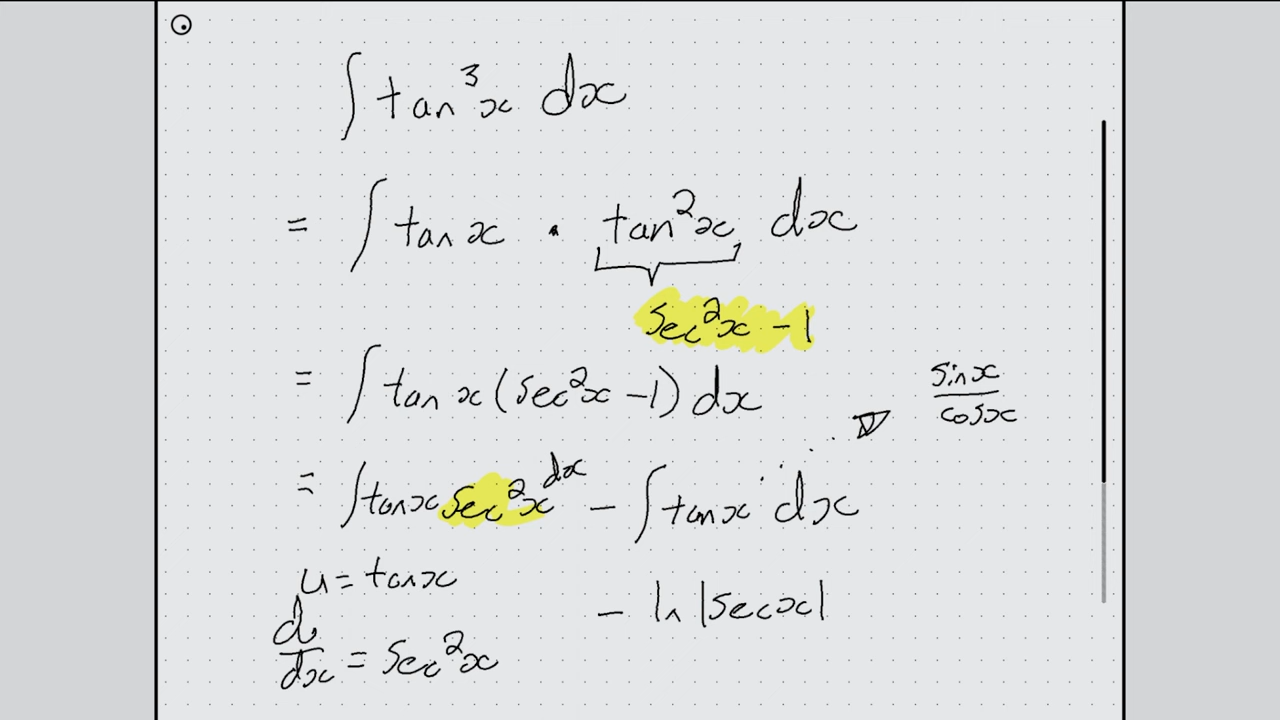 ∫ tan³x dx
= ∫ tan x · tan²x dx
sec²x - 1
= ∫ tan x (sec²x - 1) dx
sin x
cos x
= ∫ tan x sec²x dx - ∫ tan x dx
u = tan x
- ln |sec x|
d
dx = sec²x